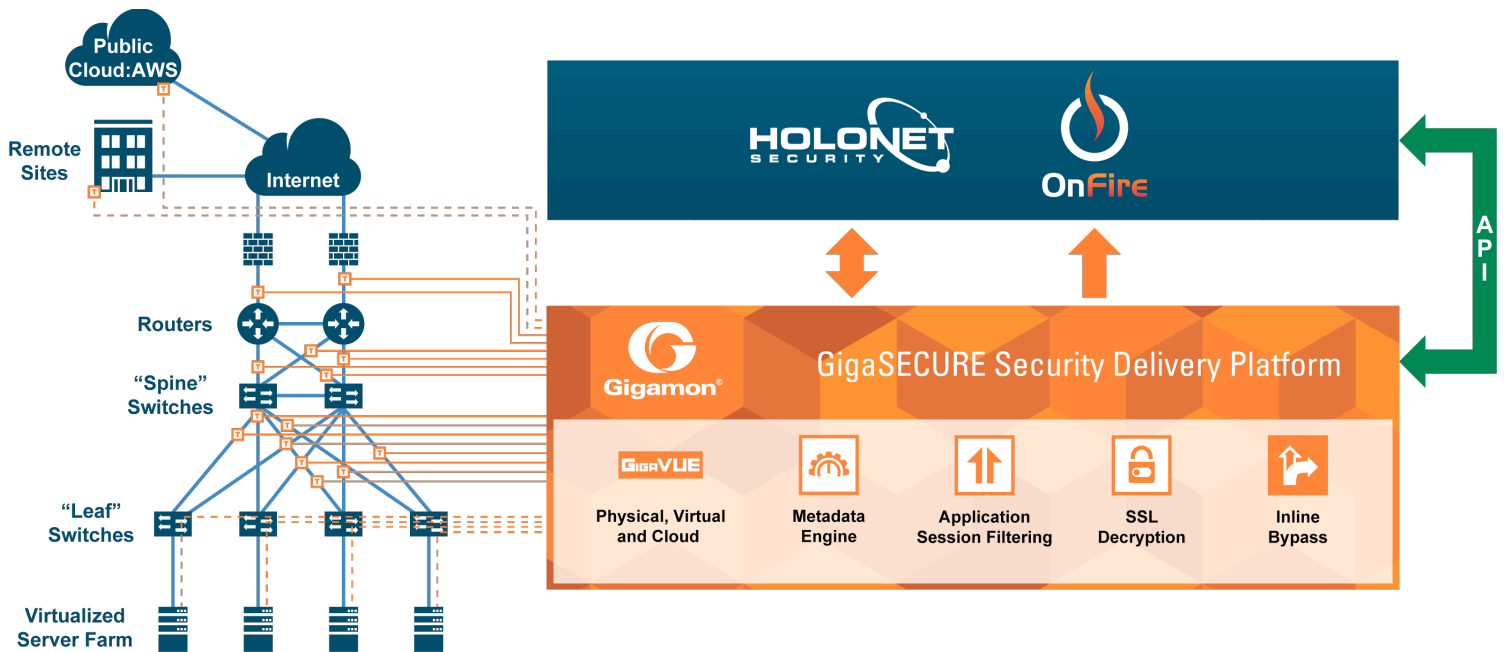 Public
Cloud:AWS
T
Remote
Sites
T
Internet
HOLONET
SECURITY
OnFire
API
T
T
Routers
T
T
T
T
"Spine"
Switches
T
T
T
T
T
T
T
T
"Leaf"
Switches
Virtualized
Server Farm
Gigamon®
GigaSECURE Security Delivery Platform
GIGAVUE
Physical, Virtual
and Cloud
Metadata
Engine
Application
Session Filtering
SSL
Decryption
Inline
Bypass